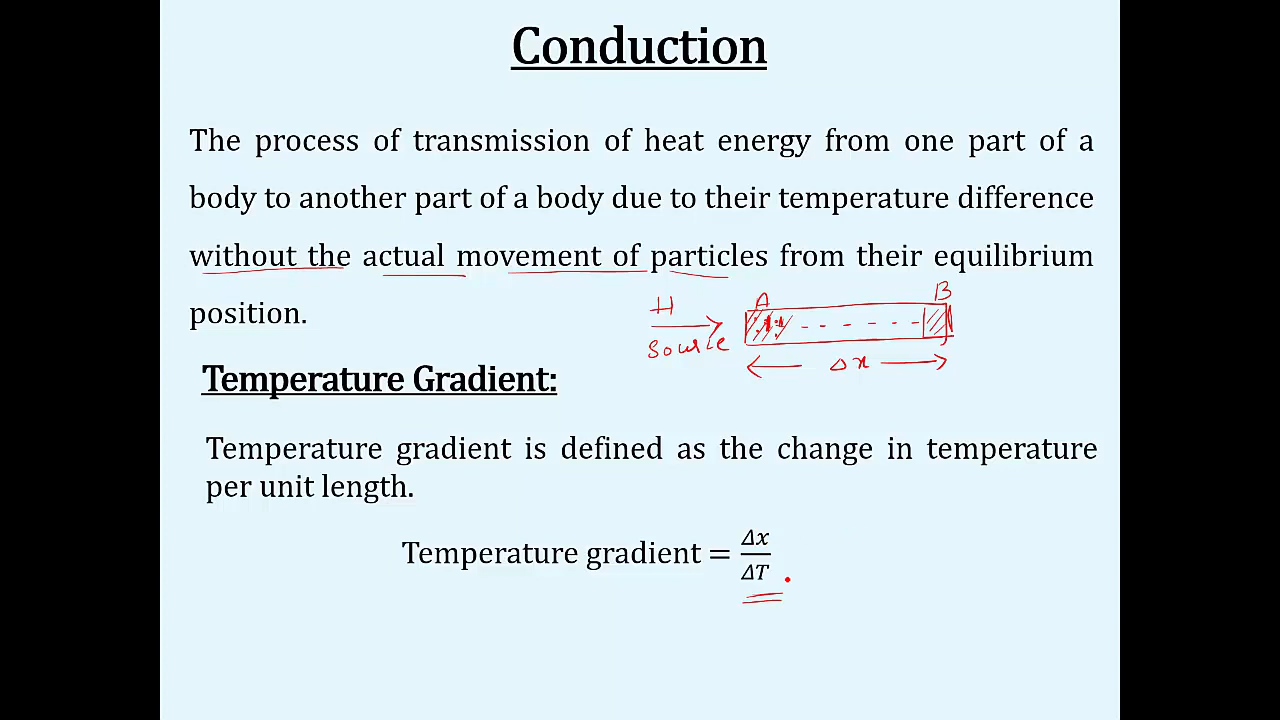 Conduction
The process of transmission of heat energy from one part of a
body to another part of a body due to their temperature difference
without the actual movement of particles from their equilibrium
position.
H
Source
A
B
Δx
Temperature Gradient:
Temperature gradient is defined as the change in temperature
per unit length.
Temperature gradient = Δx/ΔT